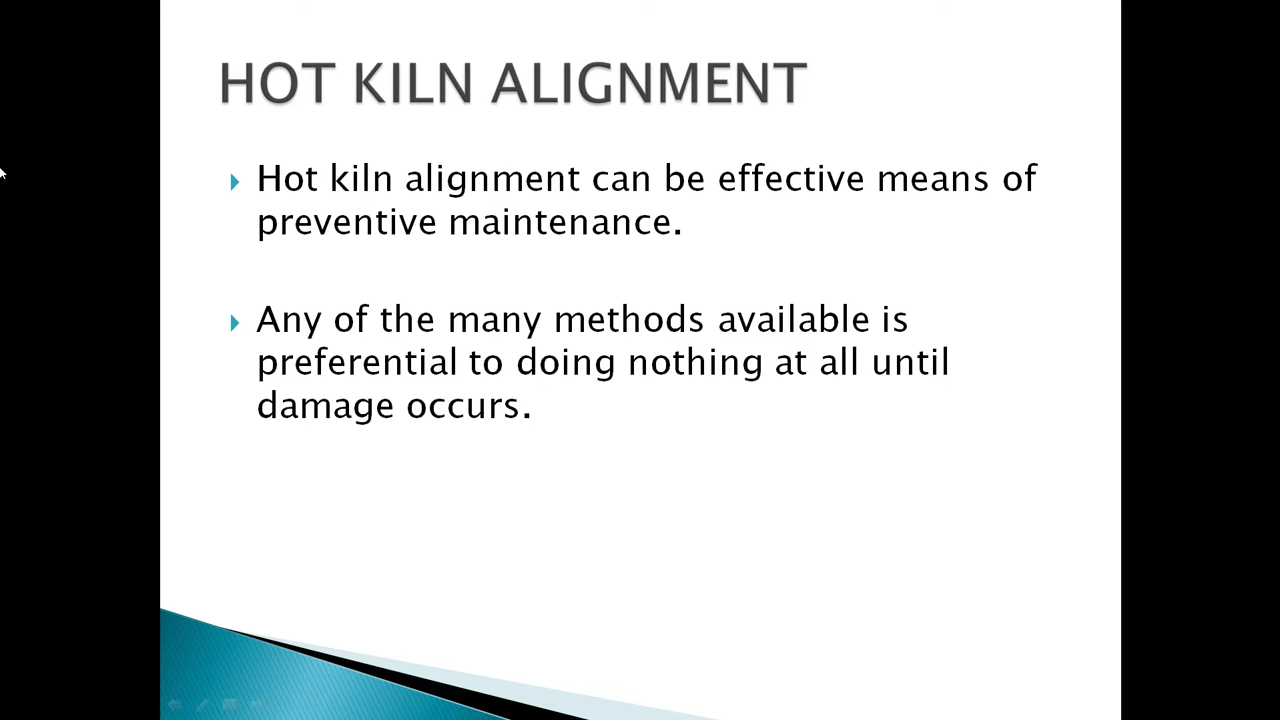 HOT KILN ALIGNMENT
Hot kiln alignment can be effective means of
preventive maintenance.
Any of the many methods available is
preferential to doing nothing at all until
damage occurs.